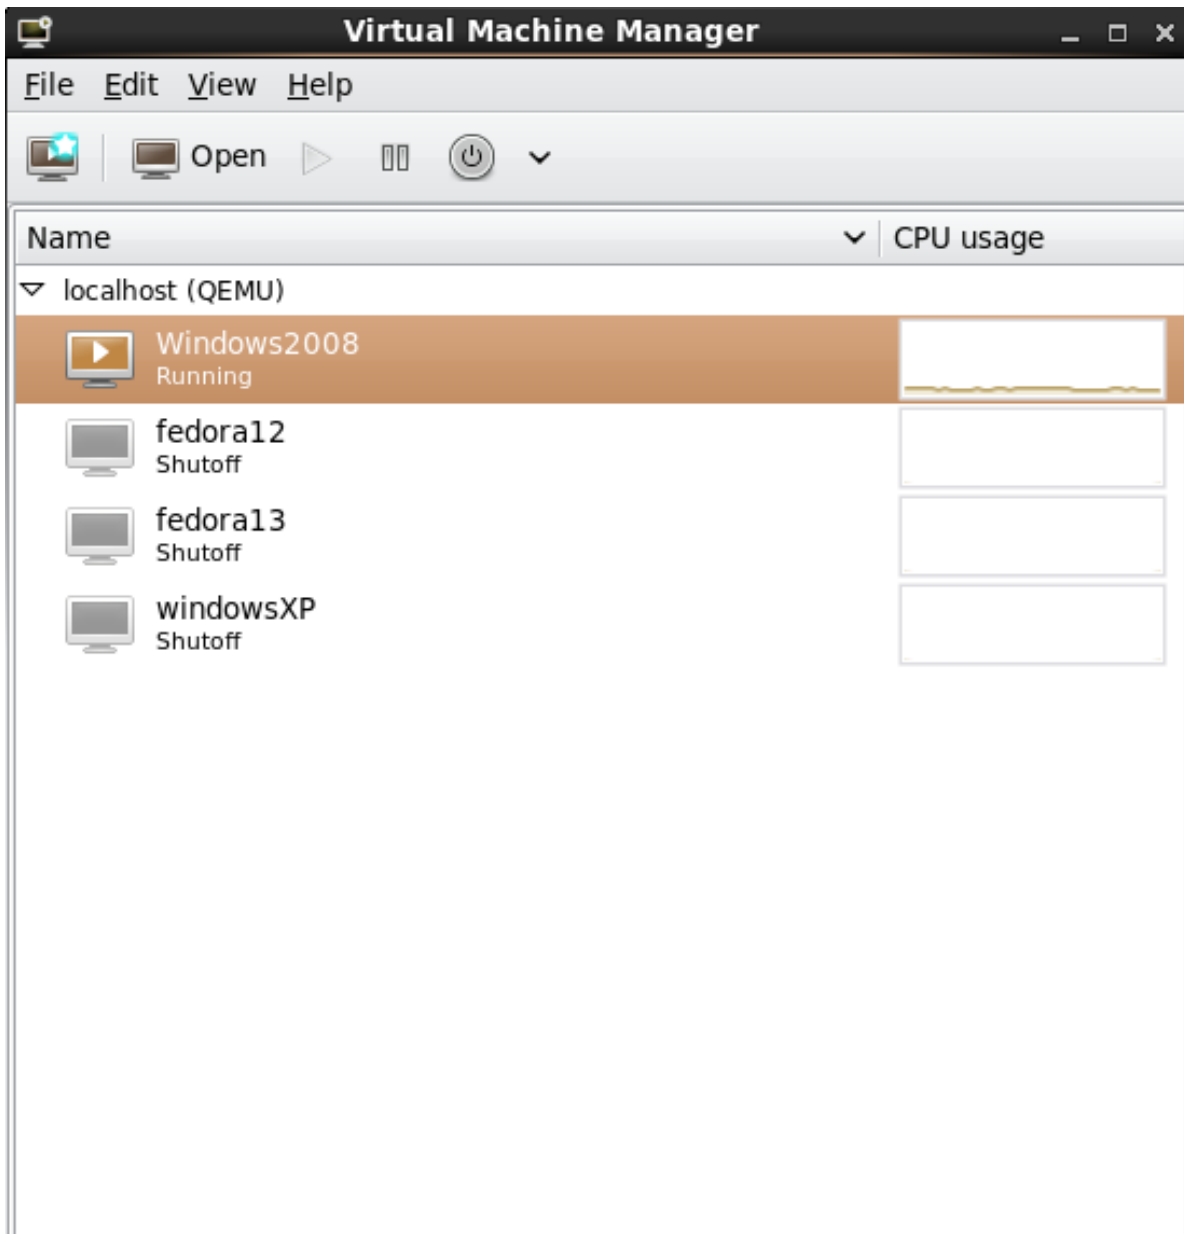 Virtual Machine Manager
File Edit View Help
Open
Name CPU usage
localhost (QEMU)
Windows2008
Running
fedora12
Shutoff
fedora13
Shutoff
windowsXP
Shutoff